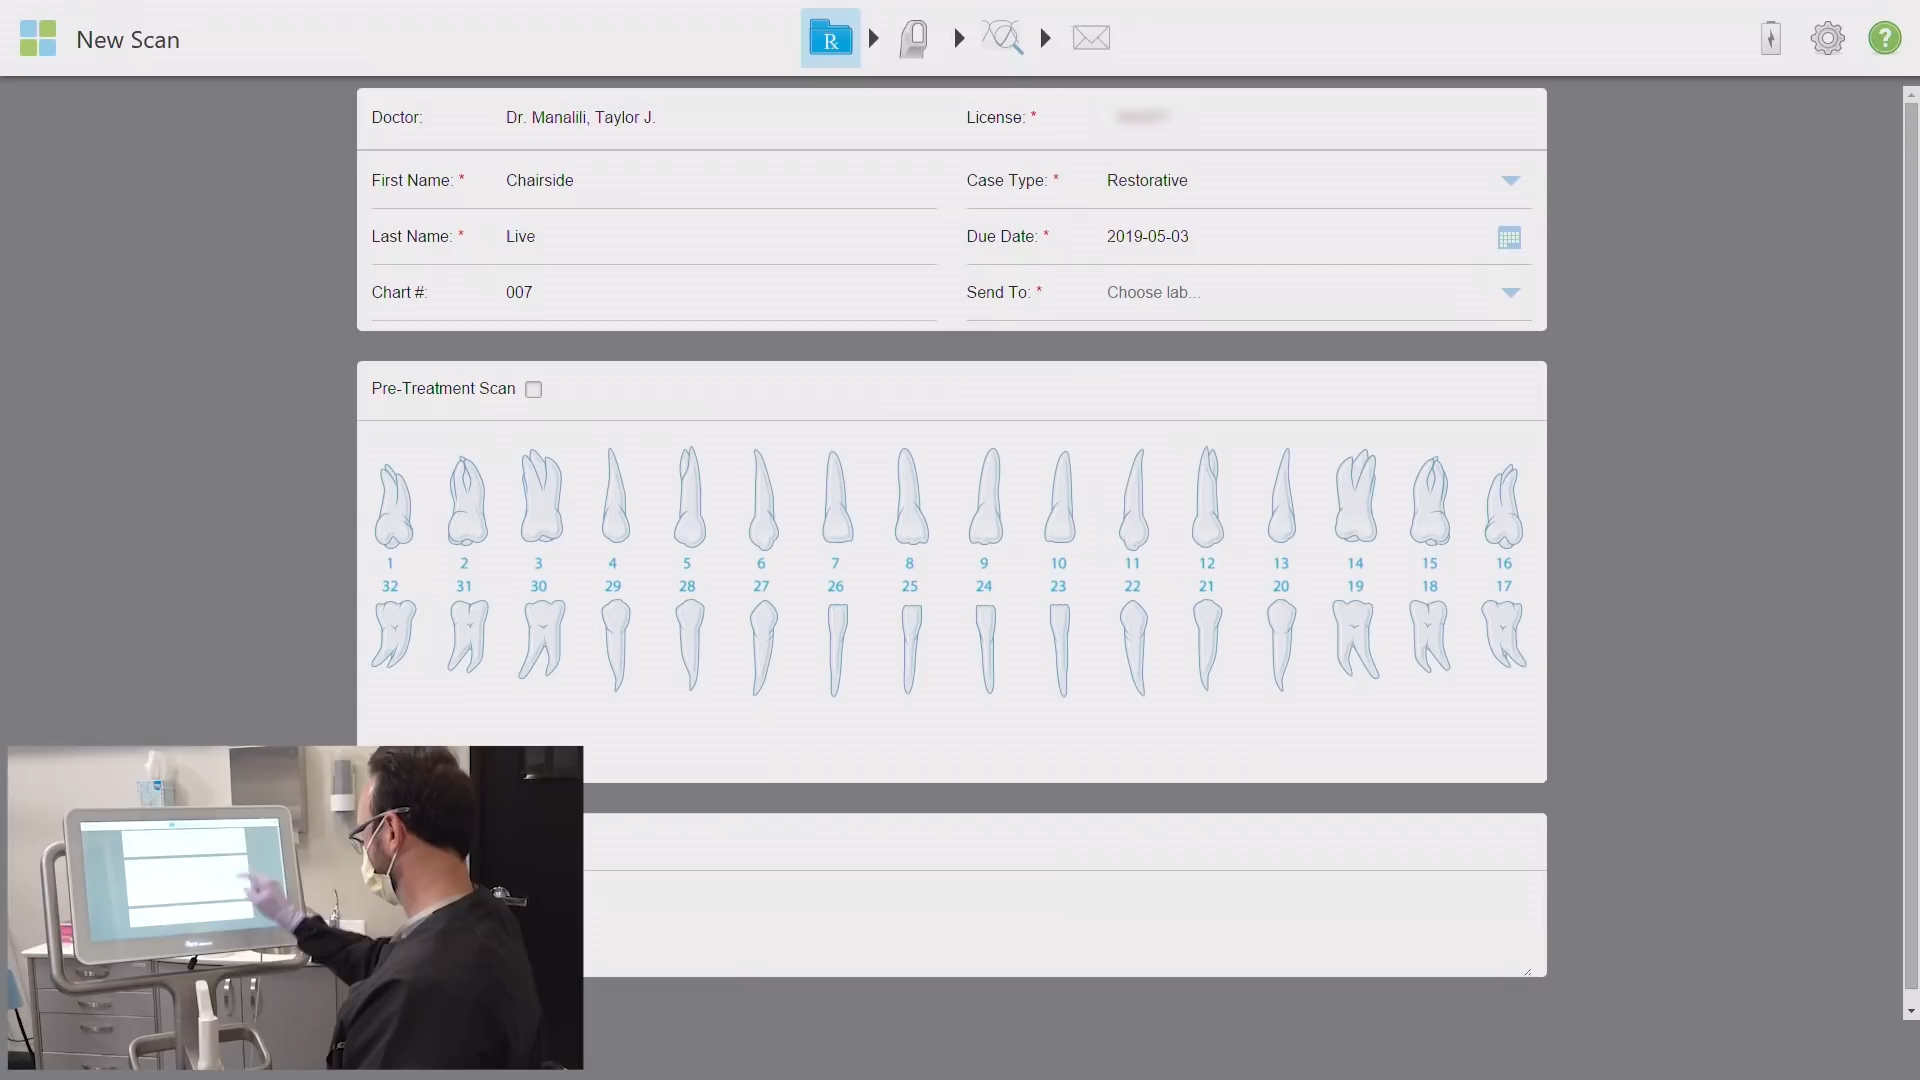 New Scan
R
?
Doctor: Dr. Manalili, Taylor J. License: *
First Name: * Chairside Case Type: * Restorative
Last Name: * Live Due Date: * 2019-05-03
Chart #: 007 Send To: * Choose lab...
Pre-Treatment Scan
1 2 3 4 5 6 7 8 9 10 11 12 13 14 15 16
32 31 30 29 28 27 26 25 24 23 22 21 20 19 18 17